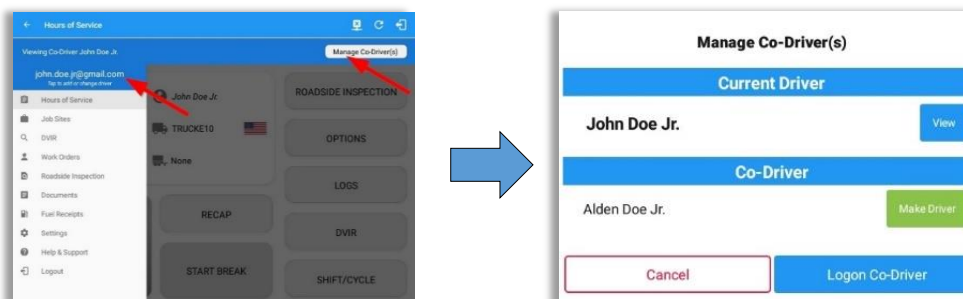 Hours of Service
Viewing Co-Driver John Doe Jr.
Manage Co-Driver(s)
john.doe.jr@gmail.com
Tap to edit or change driver
Hours of Service
Job Sites
DVIR
Work Orders
Roadside Inspection
Documents
Fuel Receipts
Settings
Help & Support
Logout
John Doe Jr.
TRUCKE10
None
RECAP
START BREAK
ROADSIDE INSPECTION
OPTIONS
LOGS
DVIR
SHIFT/CYCLE
Manage Co-Driver(s)
Current Driver
John Doe Jr.
View
Co-Driver
Alden Doe Jr.
Make Driver
Cancel
Logon Co-Driver